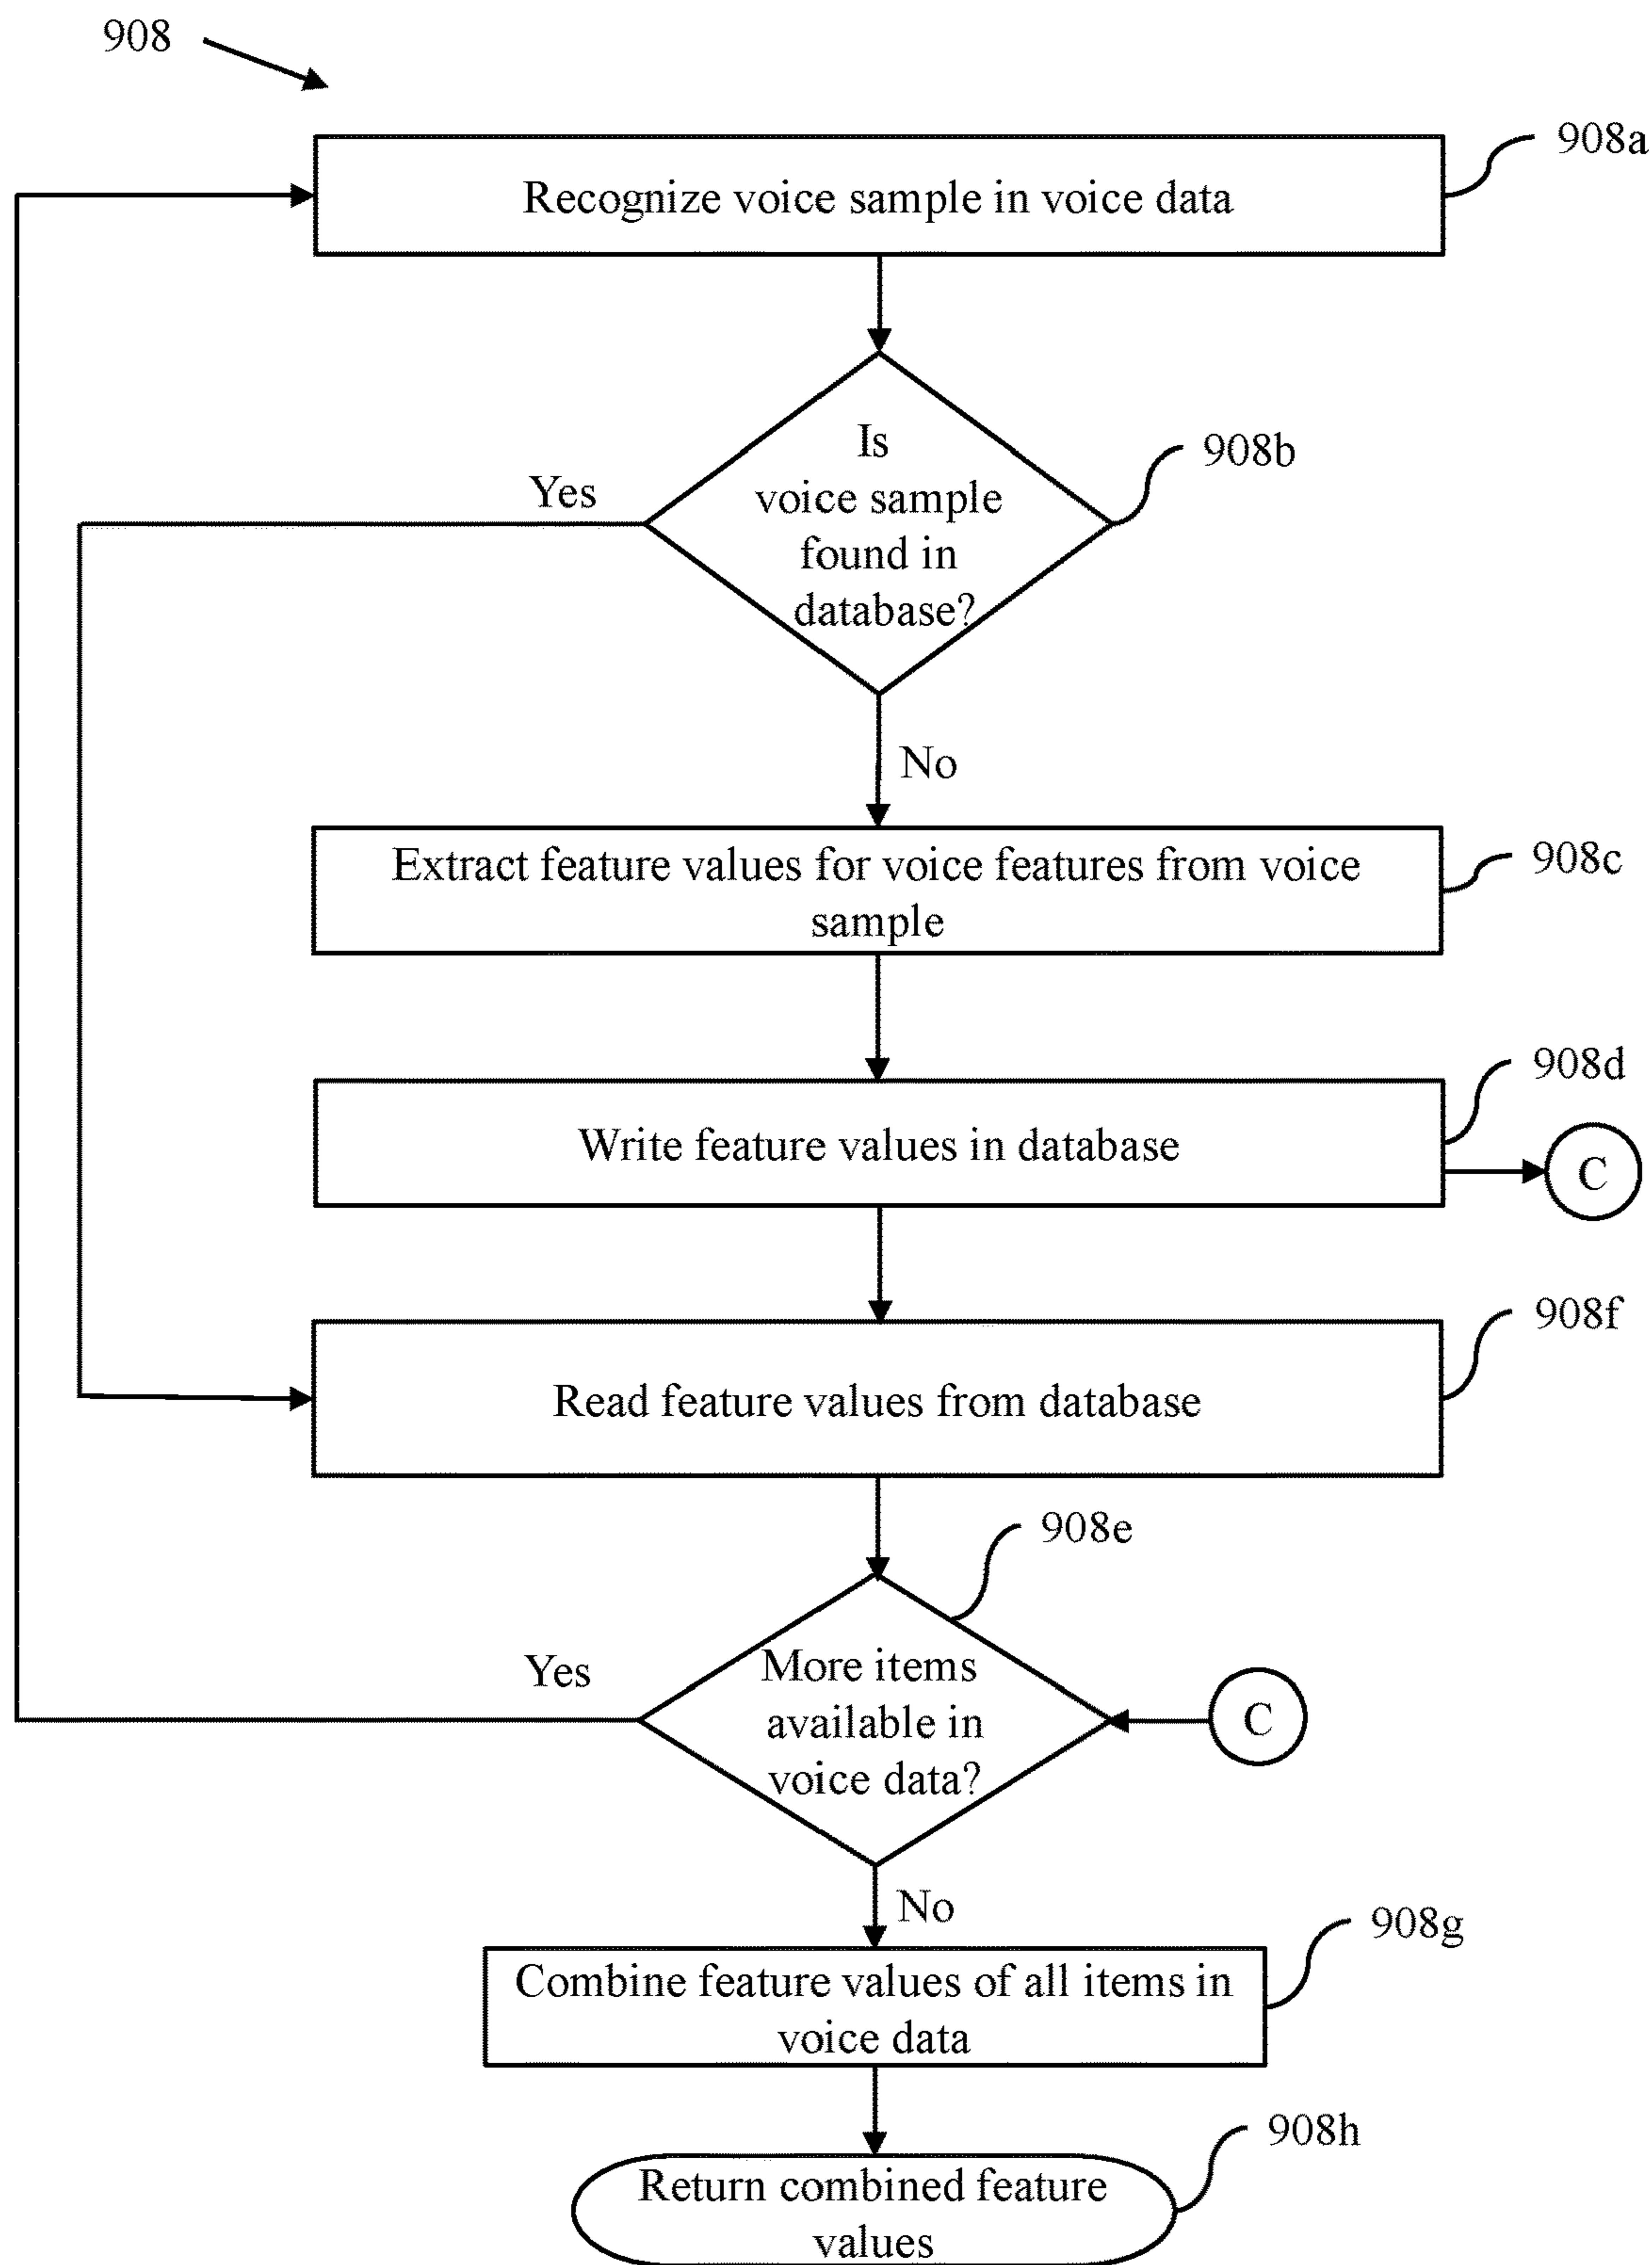 908
908a
Recognize voice sample in voice data
908b
Is
voice sample
found in
database?
Yes
No
908c
Extract feature values for voice features from voice
sample
908d
Write feature values in database
C
908f
Read feature values from database
908e
More items
available in
voice data?
Yes
C
No
908g
Combine feature values of all items in
voice data
908h
Return combined feature
values